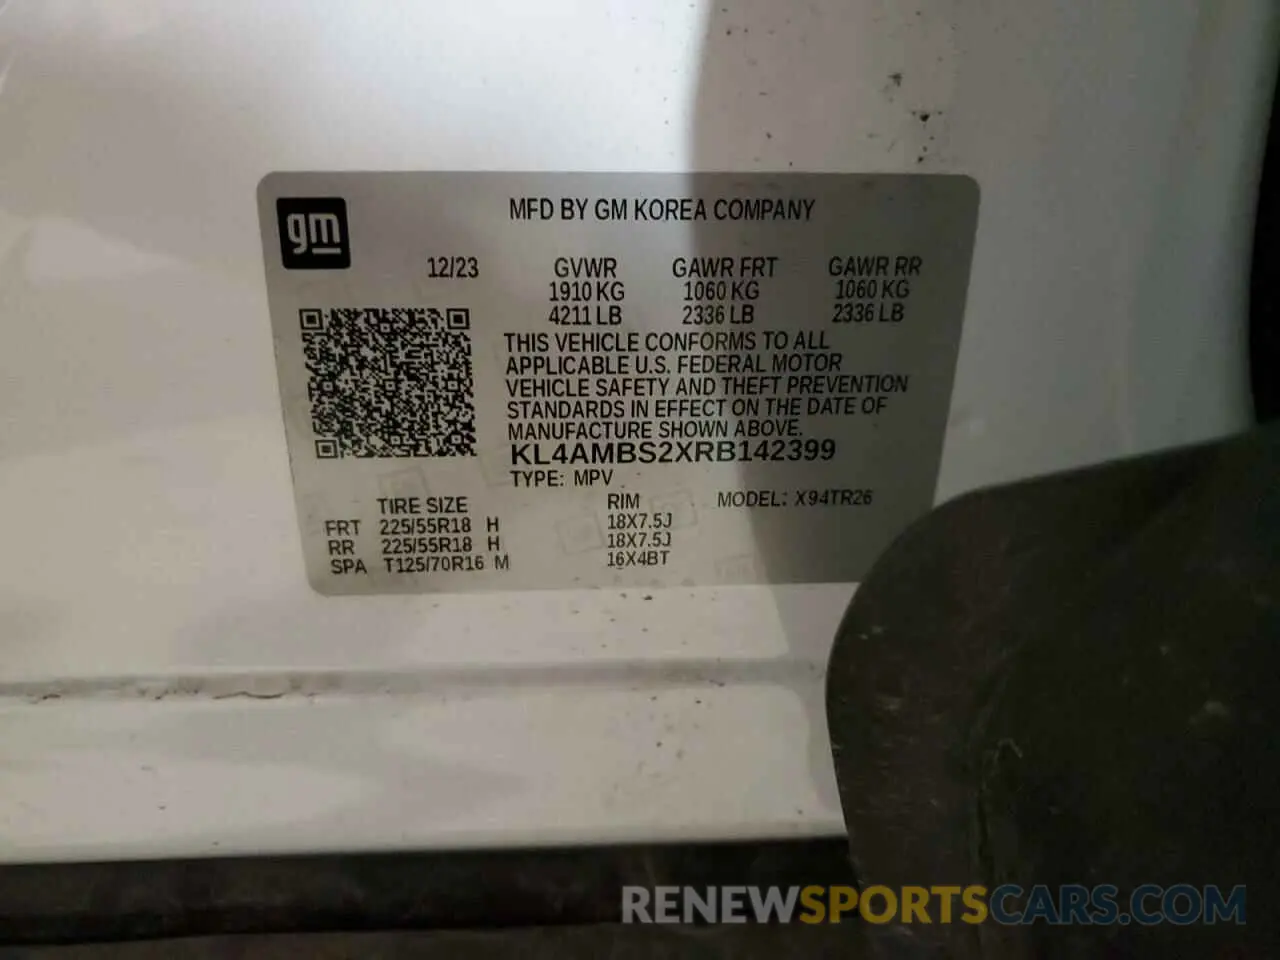 gm
MFD BY GM KOREA COMPANY
12/23 GVWR GAWR FRT GAWR RR
1910 KG 1060 KG 1060 KG
4211 LB 2336 LB 2336 LB
THIS VEHICLE CONFORMS TO ALL
APPLICABLE U.S. FEDERAL MOTOR
VEHICLE SAFETY AND THEFT PREVENTION
STANDARDS IN EFFECT ON THE DATE OF
MANUFACTURE SHOWN ABOVE.
KL4AMBS2XRB142399
TYPE: MPV
TIRE SIZE RIM MODEL: X94TR26
FRT 225/55R18 H 18X7.5J
RR 225/55R18 H 18X7.5J
SPA T125/70R16 M 16X4BT
RENEWSPORTSCARS.COM